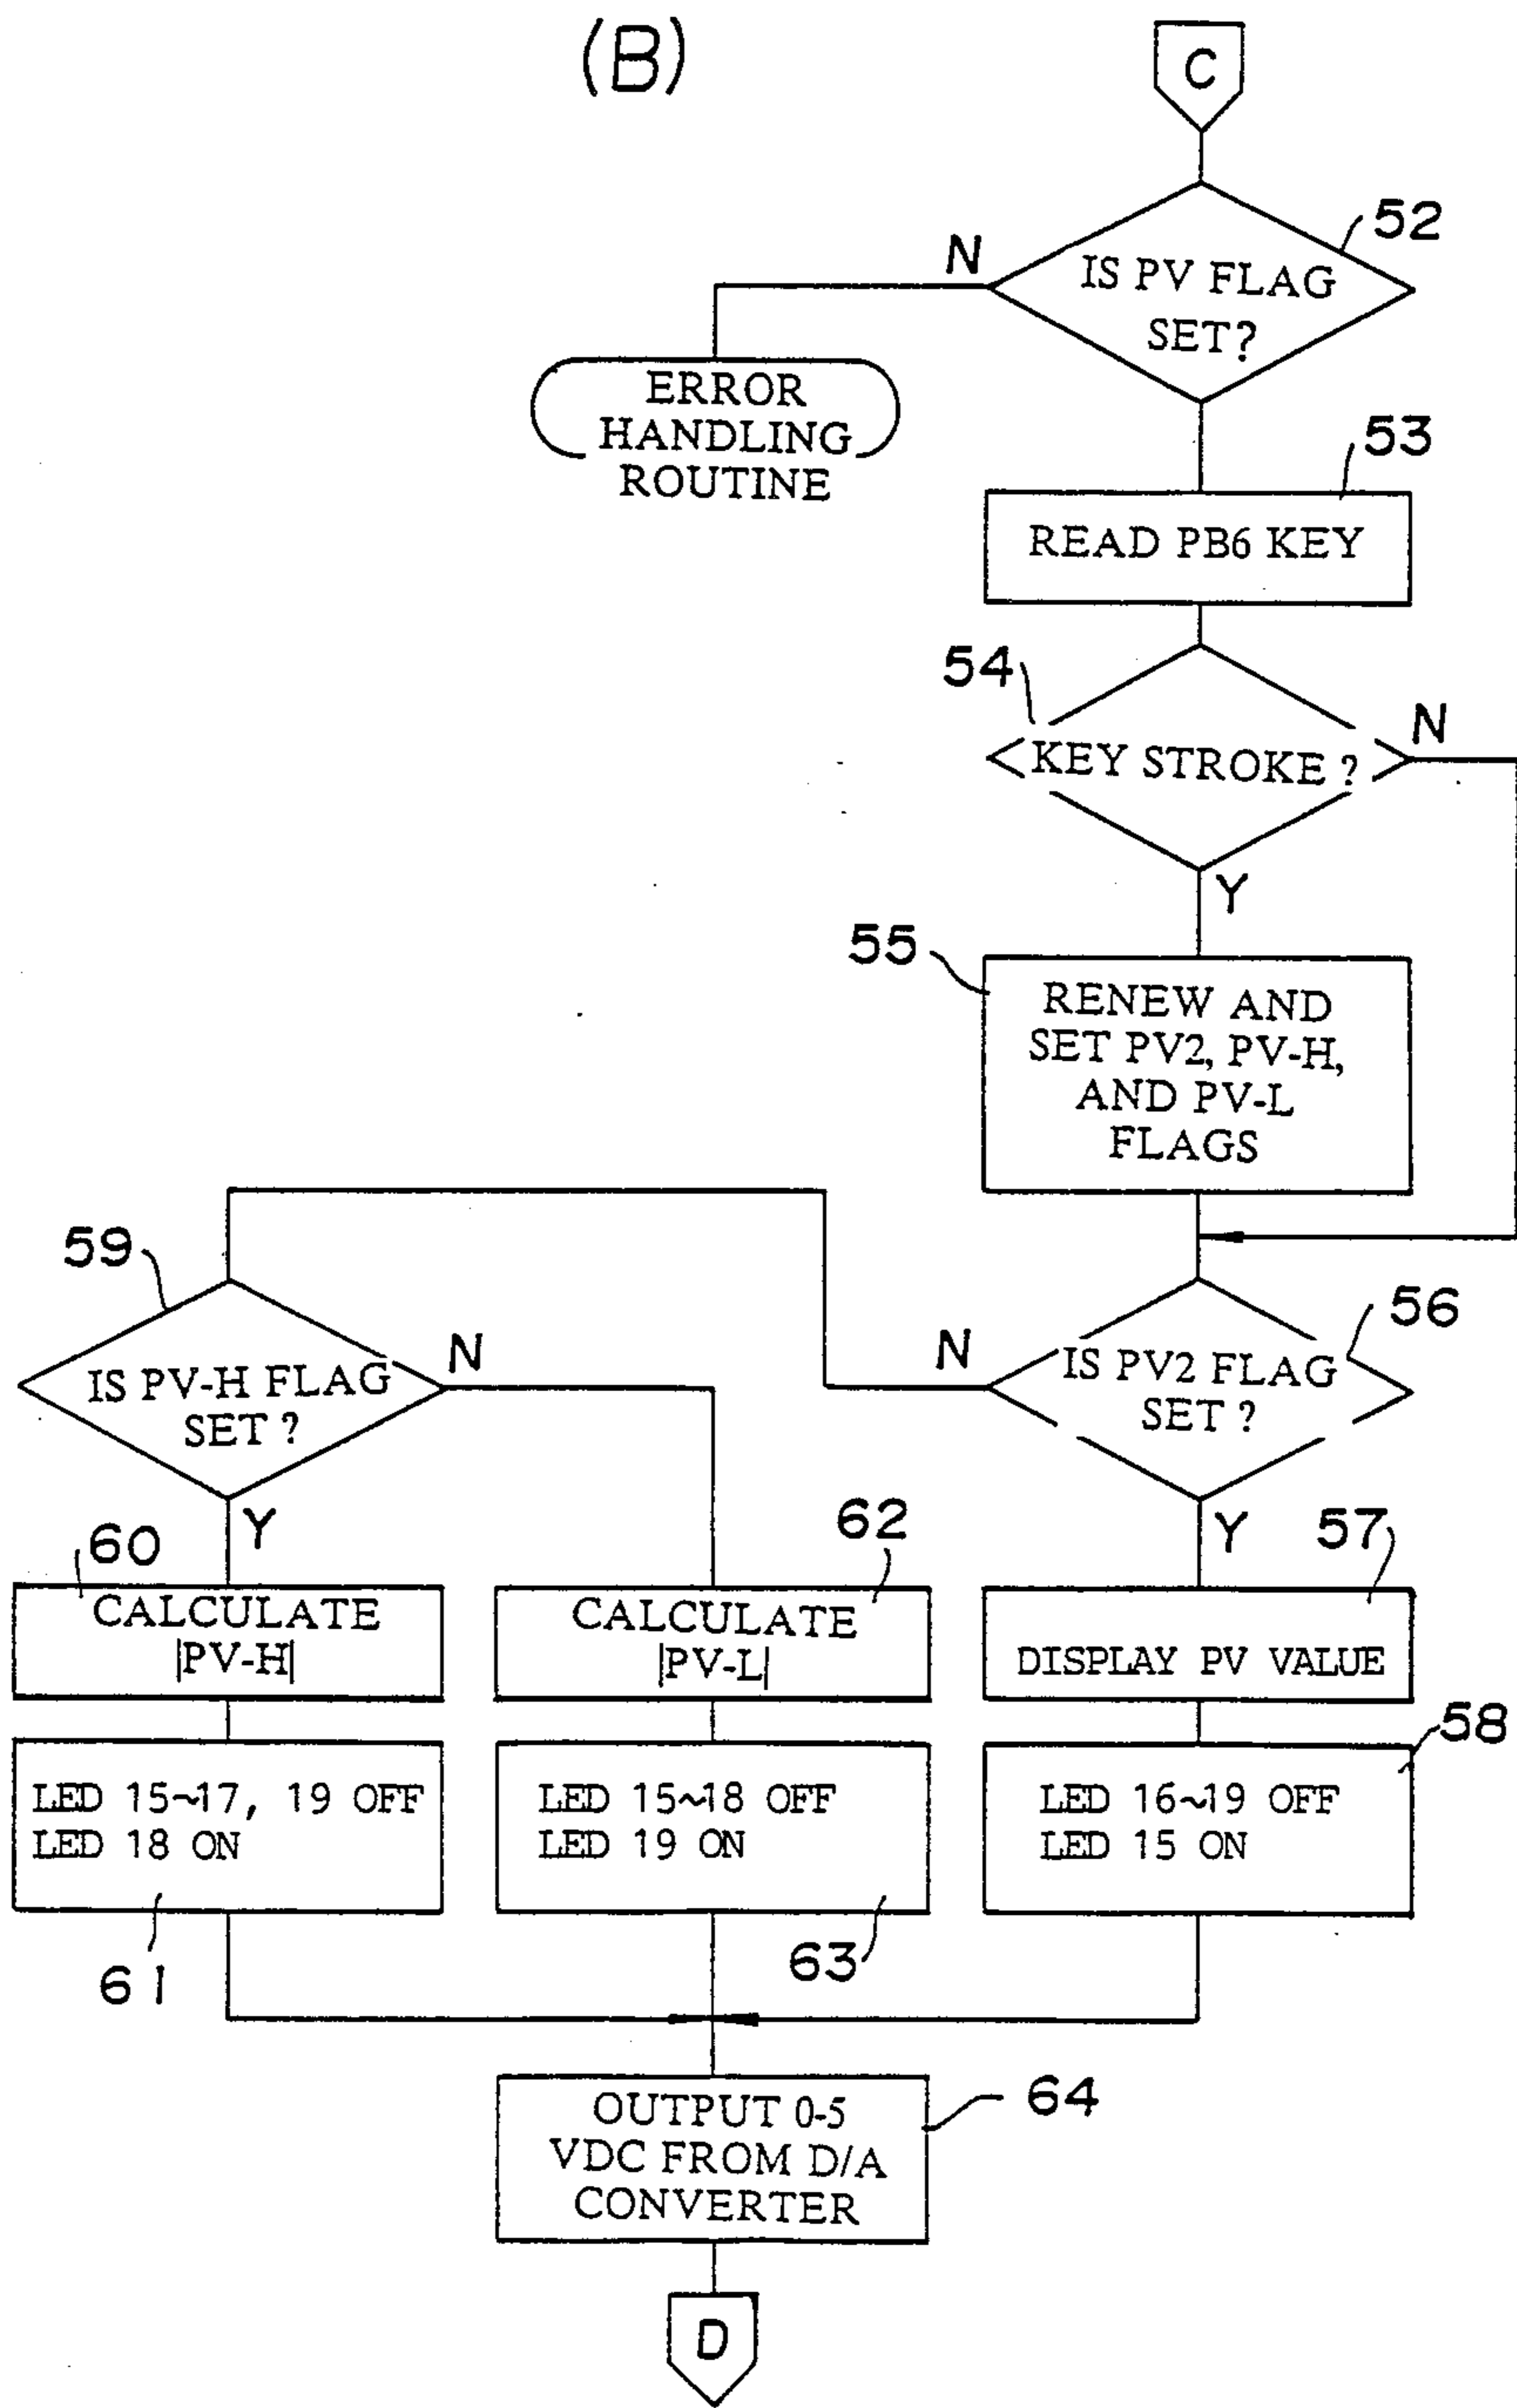 (B)
C
52
N
IS PV FLAG
SET?
ERROR
HANDLING
ROUTINE
53
READ PB6 KEY
54
N
KEY STROKE ?
Y
55
RENEW AND
SET PV2, PV-H,
AND PV-L
FLAGS
59
56
N
N
IS PV-H FLAG
SET ?
IS PV2 FLAG
SET ?
Y
Y
60
62
57
CALCULATE
|PV-H|
CALCULATE
|PV-L|
DISPLAY PV VALUE
58
LED 15~17, 19 OFF
LED 18 ON
LED 15~18 OFF
LED 19 ON
LED 16~19 OFF
LED 15 ON
61
63
64
OUTPUT 0-5
VDC FROM D/A
CONVERTER
D